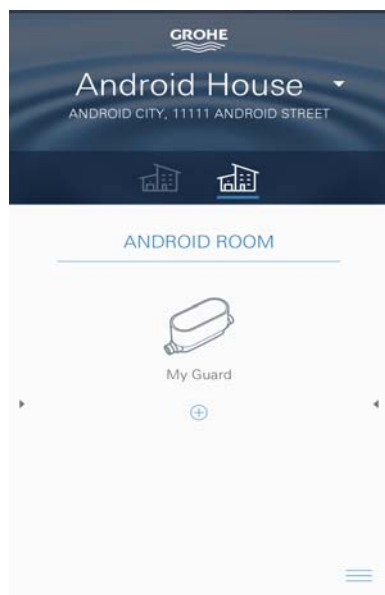 GROHE
Android House
ANDROID CITY, 11111 ANDROID STREET
ANDROID ROOM
My Guard